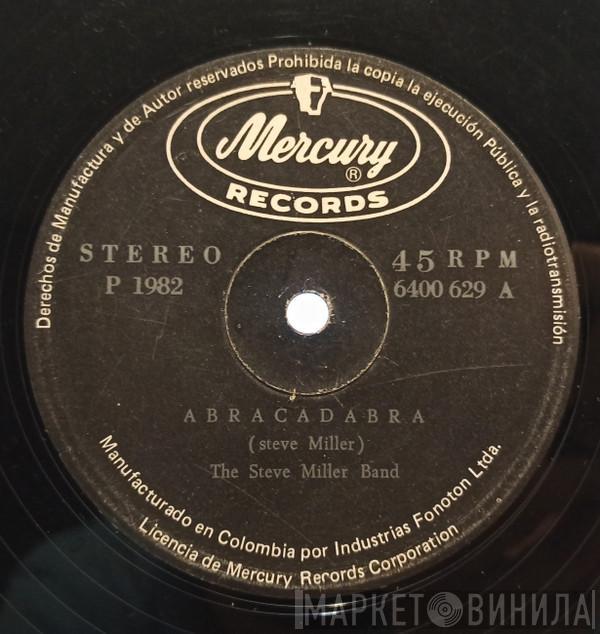 Derechos de Manufactura y de Autor reservados Prohibida la copia la ejecución Pública y la radiotransmisión
Mercury ®
RECORDS
STEREO
45 RPM
P 1982
6400 629 A
ABRACADABRA
(steve Miller)
The Steve Miller Band
Manufacturado en Colombia por Industrias Fonoton Ltda.
Licencia de Mercury Records Corporation
МАРКЕТ ВИНИЛА